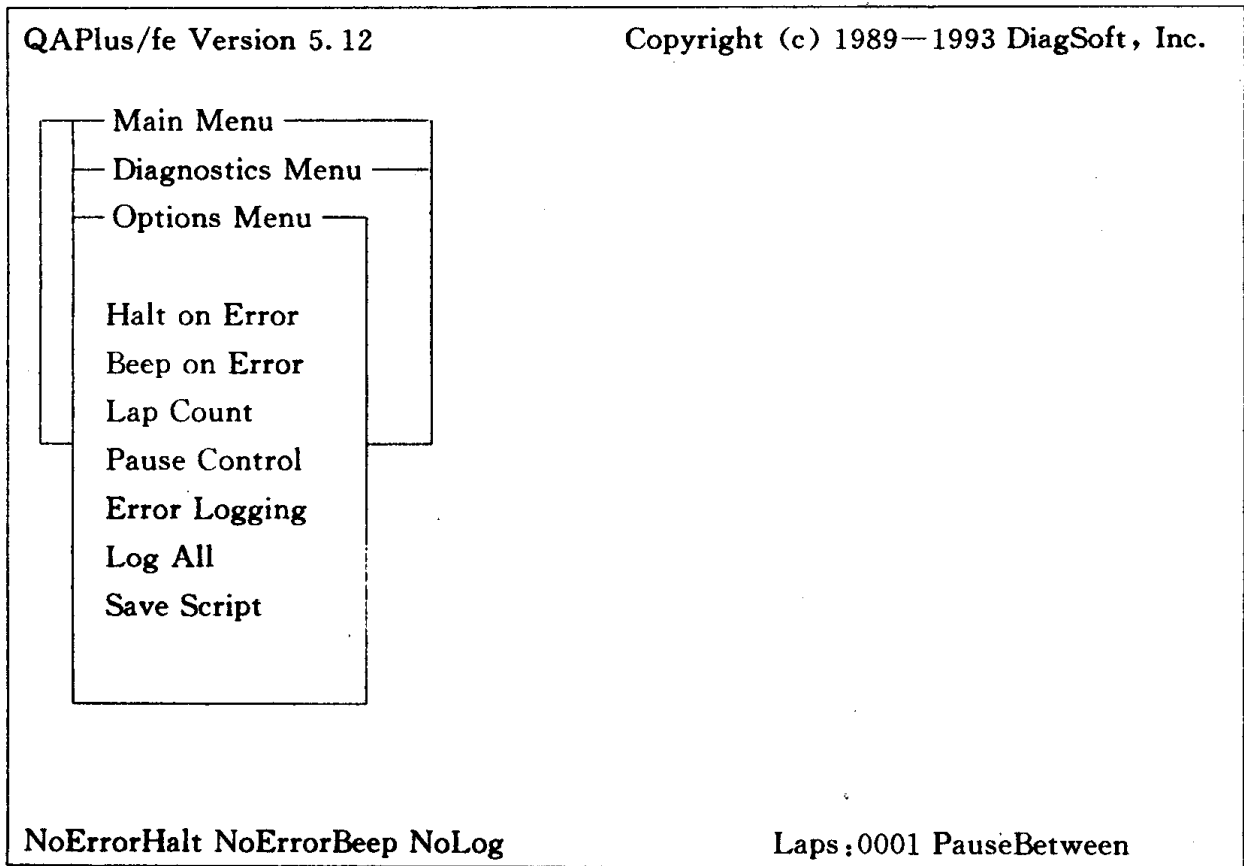 QAPlus/fe Version 5.12 Copyright (c) 1989—1993 DiagSoft, Inc.
Main Menu
Diagnostics Menu
Options Menu
Halt on Error
Beep on Error
Lap Count
Pause Control
Error Logging
Log All
Save Script
NoErrorHalt NoErrorBeep NoLog Laps:0001 PauseBetween